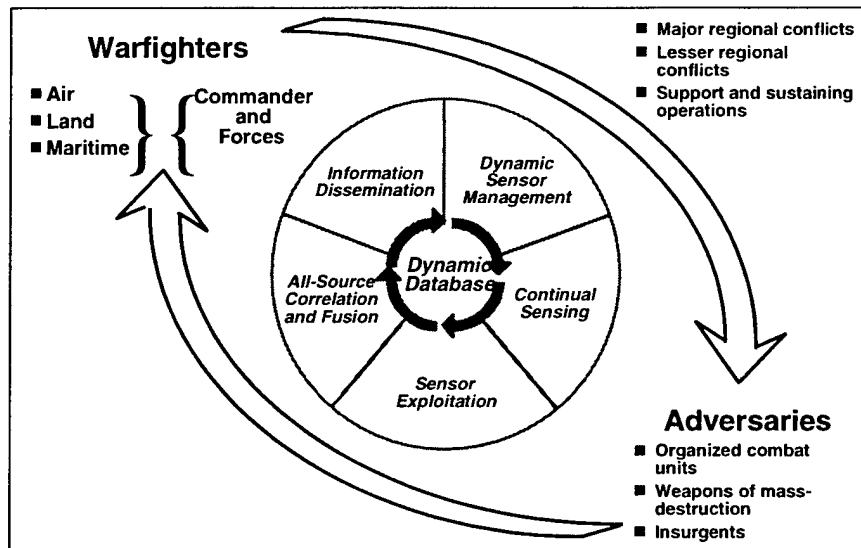 Warfighters
■ Air
■ Land
■ Maritime
Commander
and
Forces
■ Major regional conflicts
■ Lesser regional
conflicts
■ Support and sustaining
operations
Information
Dissemination
Dynamic
Sensor
Management
All-Source
Correlation
and Fusion
Dynamic
Database
Continual
Sensing
Sensor
Exploitation
Adversaries
■ Organized combat
units
■ Weapons of mass-
destruction
■ Insurgents